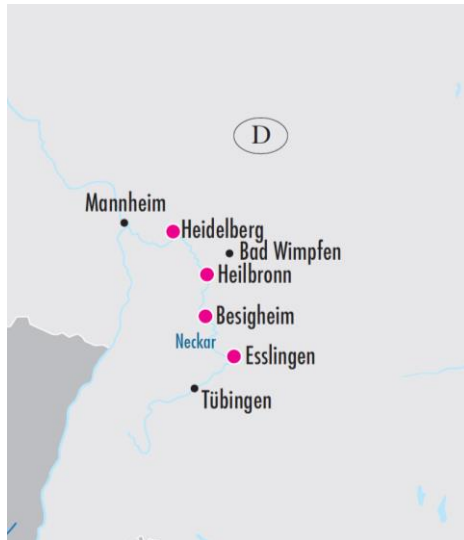 D
Mannheim
Heidelberg
Bad Wimpfen
Heilbronn
Besigheim
Neckar
Esslingen
Tübingen